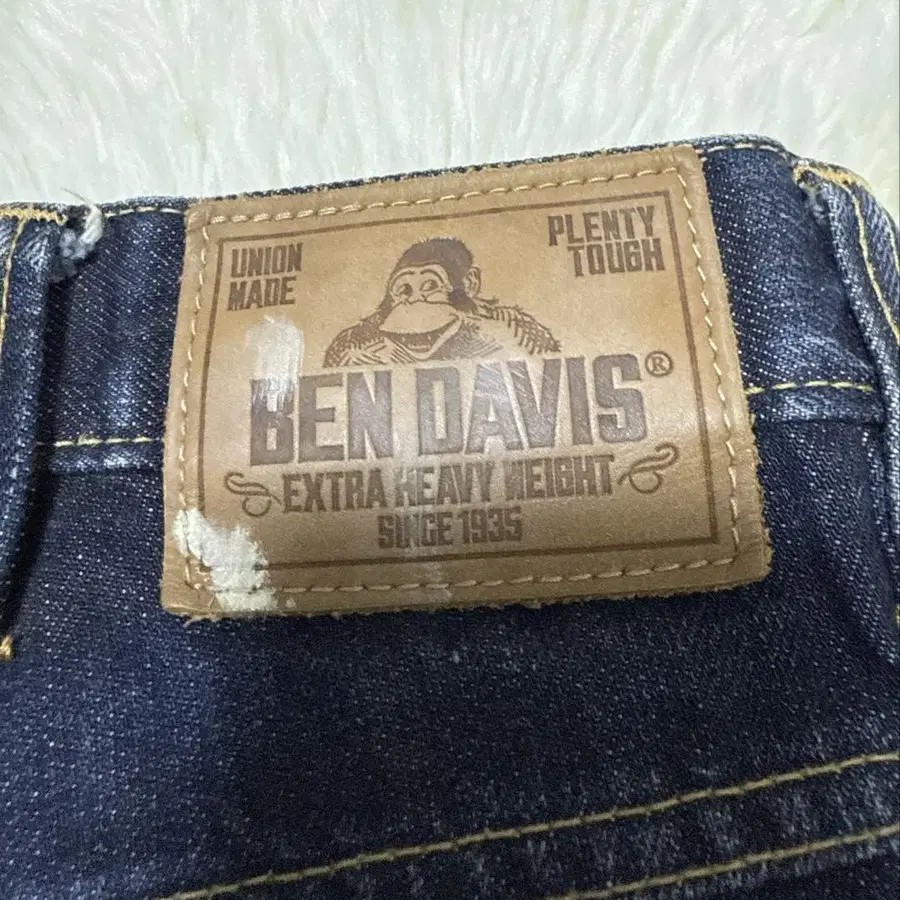 UNION
MADE
PLENTY
TOUGH
BEN DAVIS®
EXTRA HEAVY WEIGHT
SINCE 1935